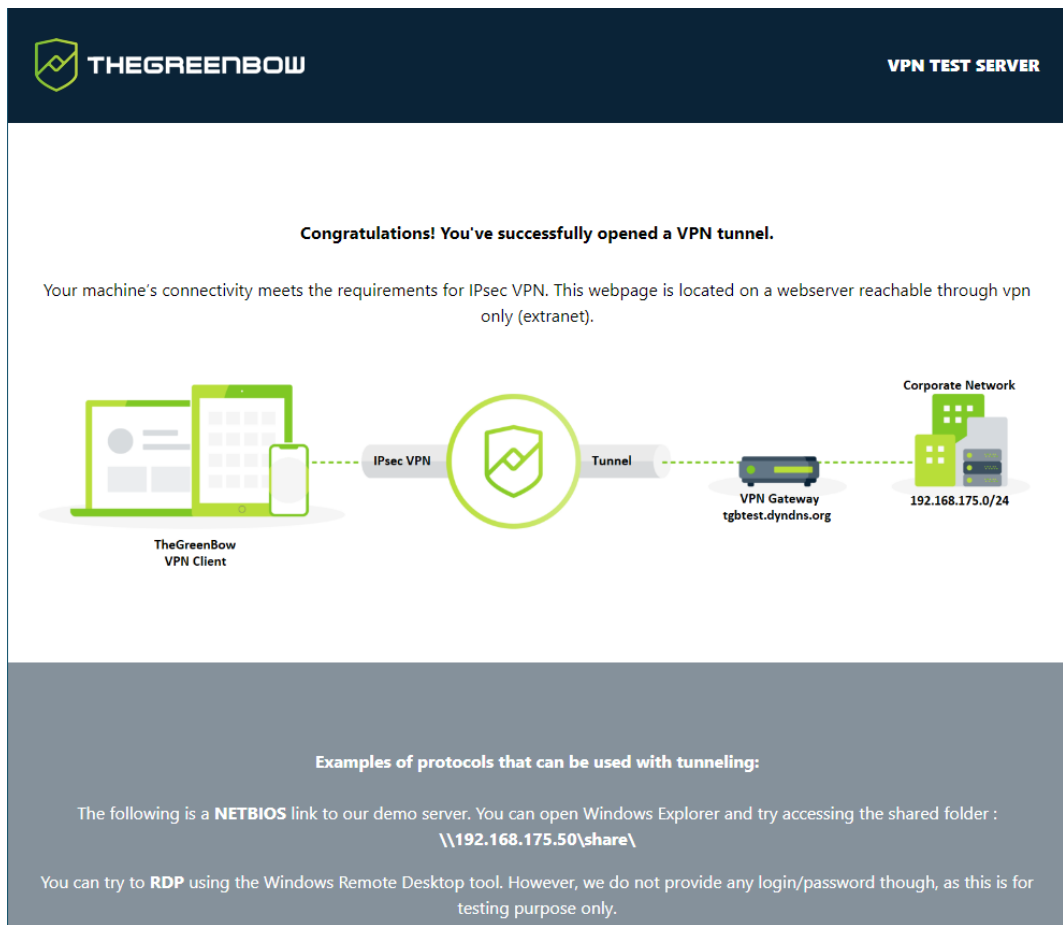 THEGREENBOW
VPN TEST SERVER
Congratulations! You've successfully opened a VPN tunnel.
Your machine's connectivity meets the requirements for IPsec VPN. This webpage is located on a webserver reachable through vpn
only (extranet).
Corporate Network
IPsec VPN
Tunnel
VPN Gateway
tgbtest.dyndns.org
192.168.175.0/24
TheGreenBow
VPN Client
Examples of protocols that can be used with tunneling:
The following is a NETBIOS link to our demo server. You can open Windows Explorer and try accessing the shared folder :
\\192.168.175.50\share\
You can try to RDP using the Windows Remote Desktop tool. However, we do not provide any login/password though, as this is for
testing purpose only.